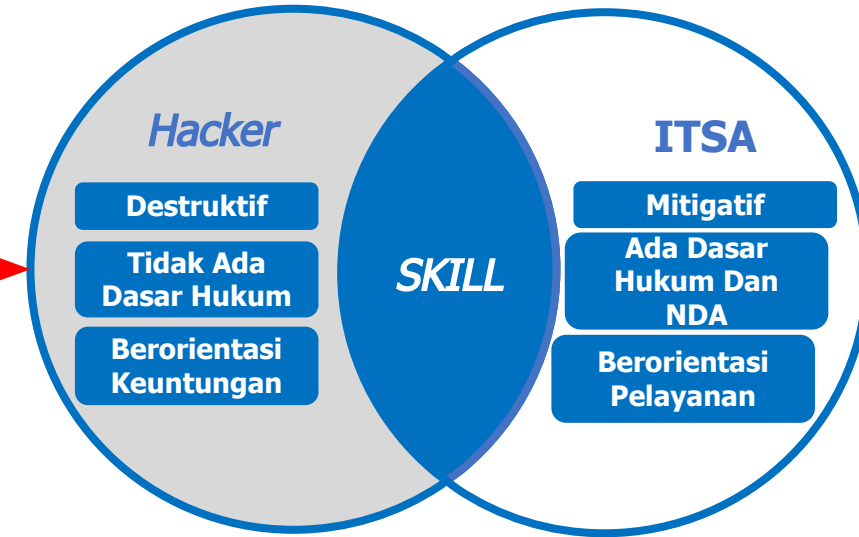 Hacker
Destruktif
Tidak Ada
Dasar Hukum
Berorientasi
Keuntungan
SKILL
ITSA
Mitigatif
Ada Dasar
Hukum Dan
NDA
Berorientasi
Pelayanan